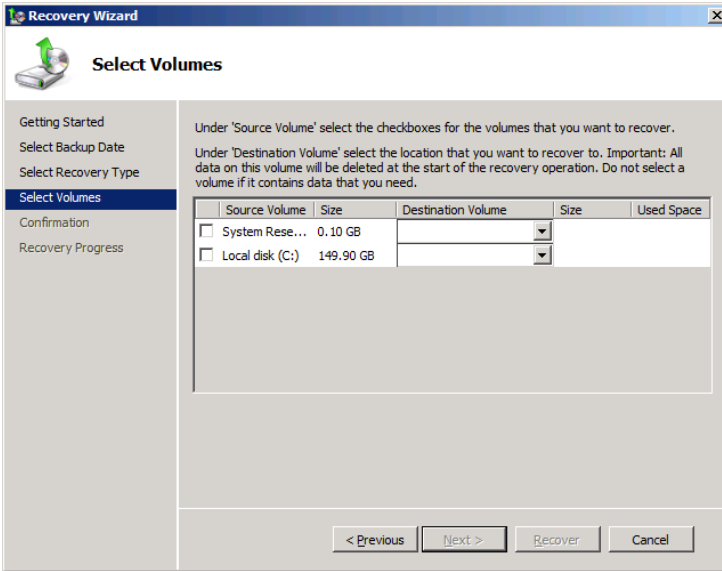 Recovery Wizard
Select Volumes
Getting Started
Select Backup Date
Select Recovery Type
Select Volumes
Confirmation
Recovery Progress
Under 'Source Volume' select the checkboxes for the volumes that you want to recover.
Under 'Destination Volume' select the location that you want to recover to. Important: All
data on this volume will be deleted at the start of the recovery operation. Do not select a
volume if it contains data that you need.
Source Volume Size Destination Volume Size Used Space
System Rese... 0.10 GB
Local disk (C:) 149.90 GB
< Previous Next > Recover Cancel